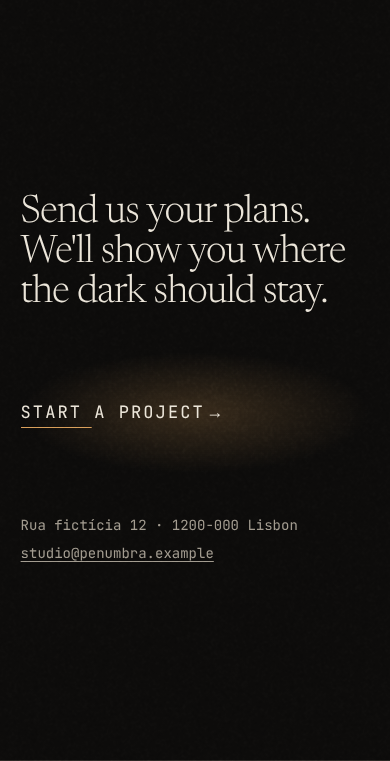 Send us your plans.
We'll show you where
the dark should stay.
START A PROJECT →
Rua fictícia 12 · 1200-000 Lisbon
studio@penumbra.example